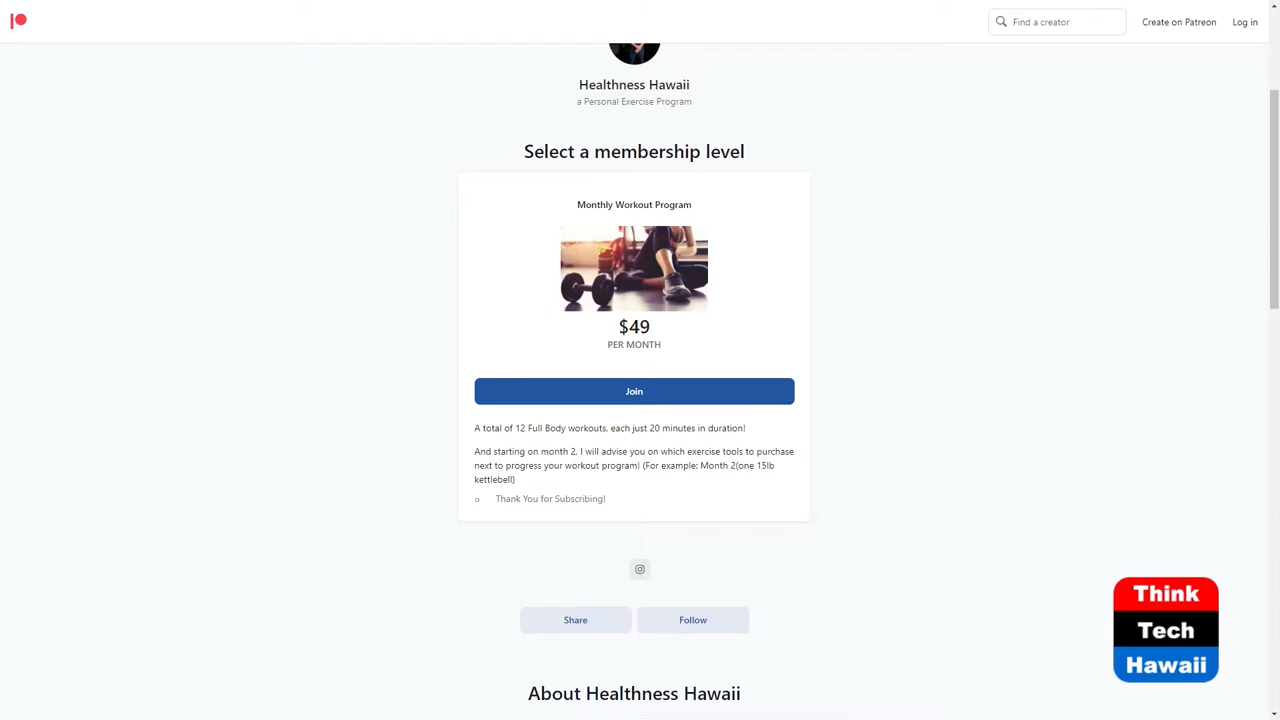 Find a creator
Create on Patreon
Log in
Healthness Hawaii
a Personal Exercise Program
Select a membership level
Monthly Workout Program
$49
PER MONTH
Join
A total of 12 Full Body workouts, each just 20 minutes in duration!
And starting on month 2, I will advise you on which exercise tools to purchase
next to progress your workout program! (For example: Month 2(one 15lb
kettlebell)
Thank You for Subscribing!
Share
Follow
Think
Tech
Hawaii
About Healthness Hawaii